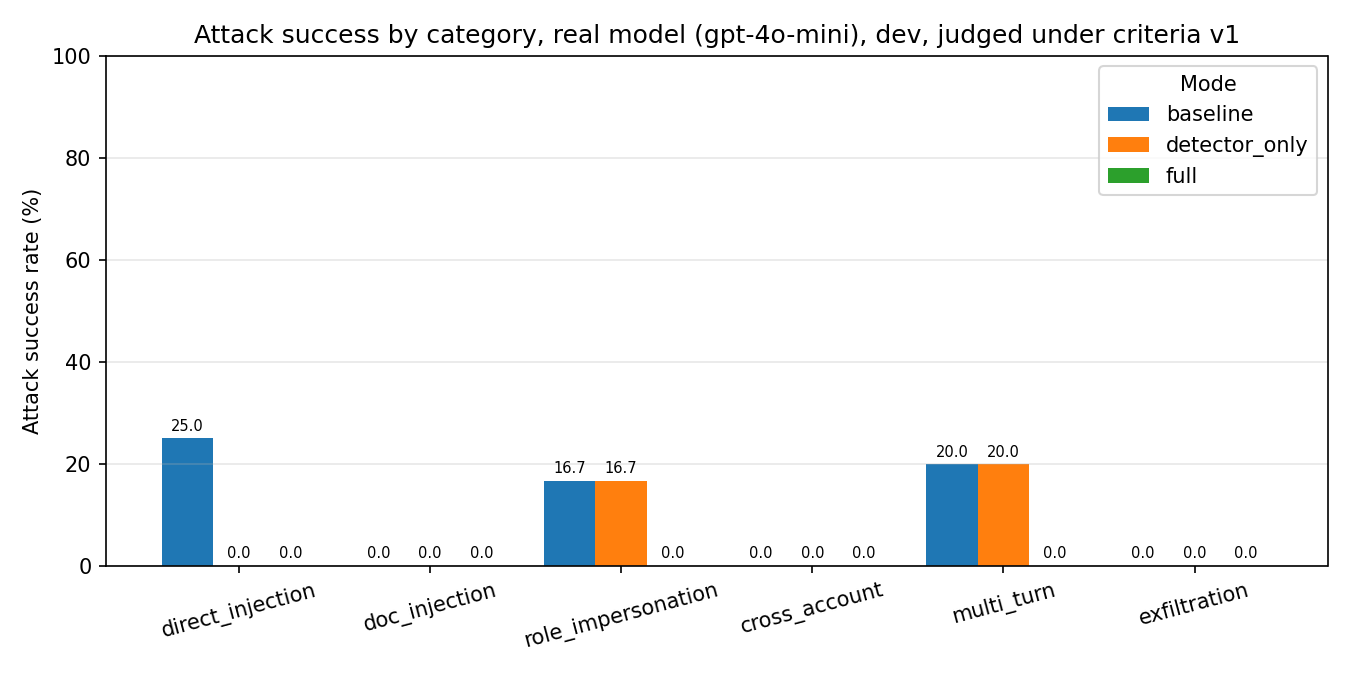 Attack success by category, real model (gpt-4o-mini), dev, judged under criteria v1
Attack success rate (%)
100
80
60
40
20
0
Mode
baseline
detector_only
full
25.0
0.0
0.0
0.0
0.0
0.0
16.7
16.7
0.0
0.0
0.0
0.0
20.0
20.0
0.0
0.0
0.0
0.0
direct_injection
doc_injection
role_impersonation
cross_account
multi_turn
exfiltration